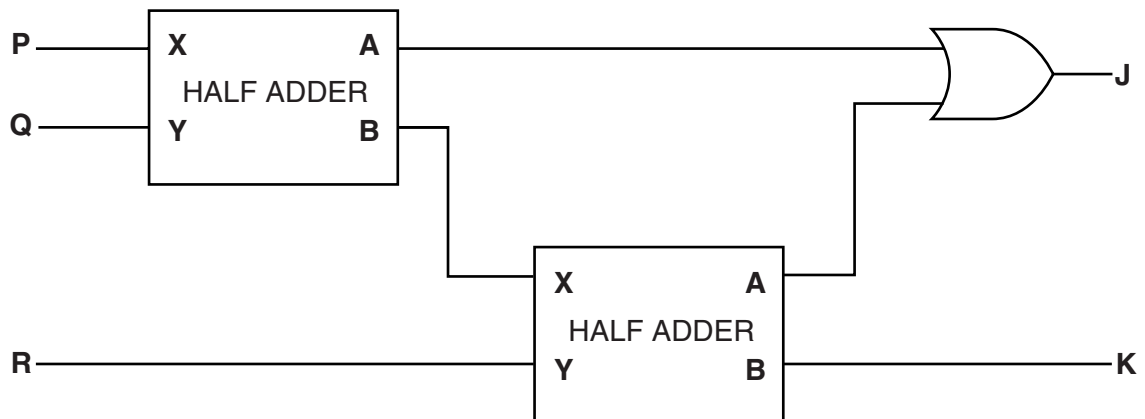 P X A
HALF ADDER
Q Y B
J
X A
HALF ADDER
R Y B K